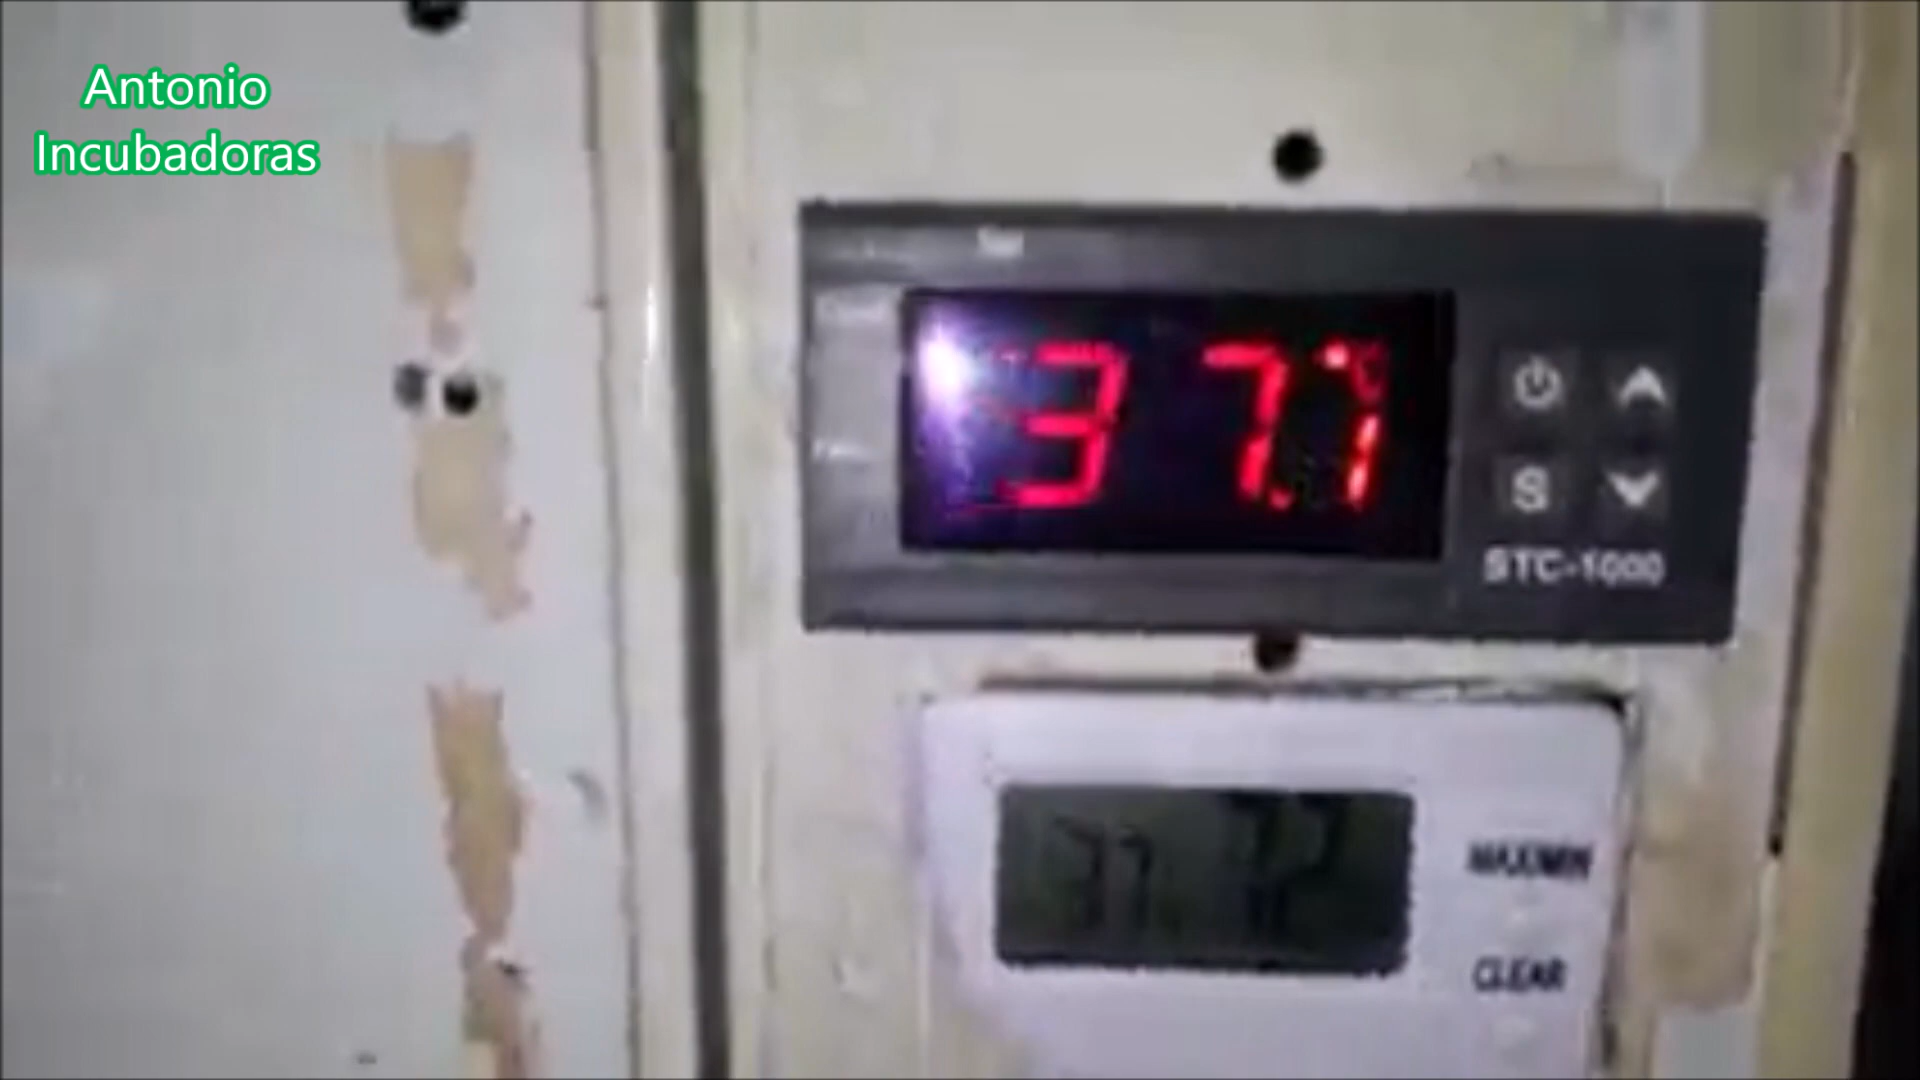 Antonio
Incubadoras
37.1
°C
S
STC-1000
MAX/MIN
CLEAR